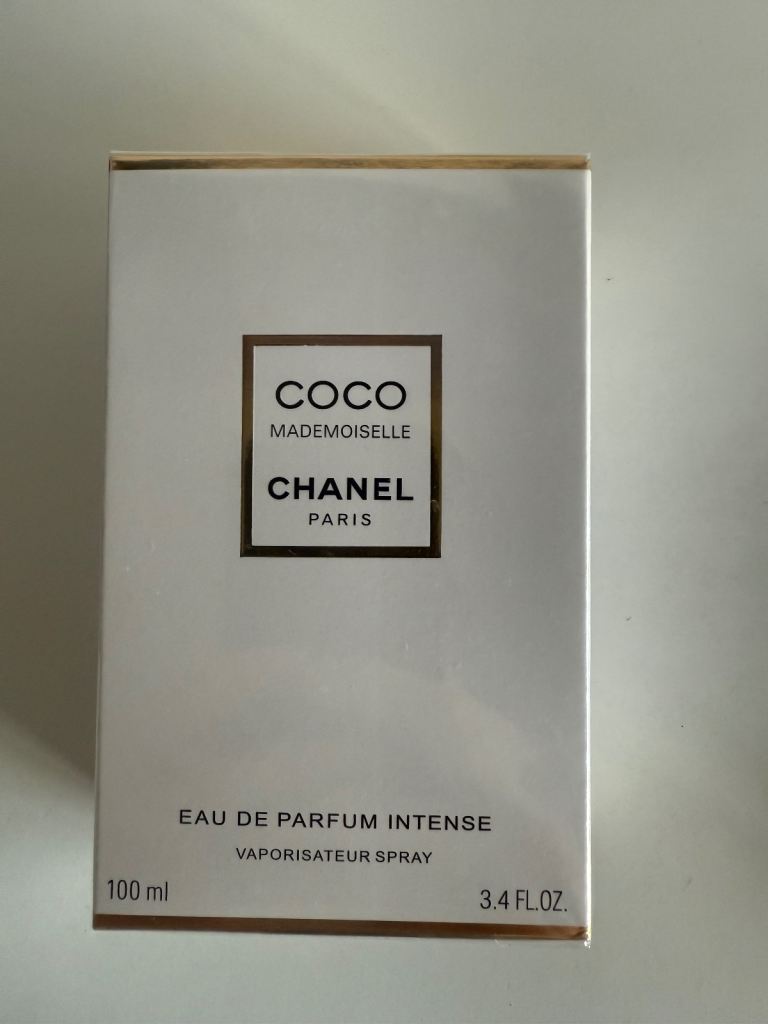 COCO
MADEMOISELLE
CHANEL
PARIS
EAU DE PARFUM INTENSE
VAPORISATEUR SPRAY
100 ml 3.4 FL.OZ.